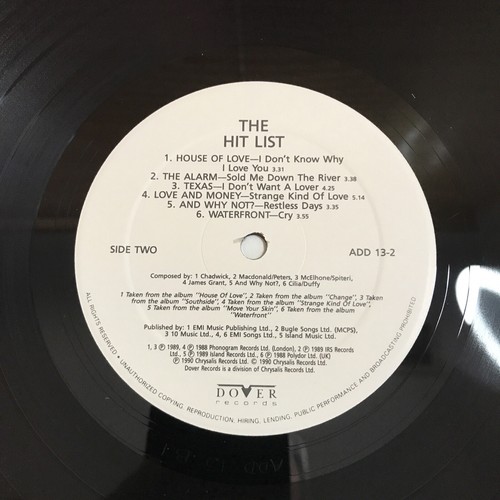 THE
HIT LIST
1. HOUSE OF LOVE—I Don't Know Why
I Love You 3.31
2. THE ALARM—Sold Me Down The River 3.38
3. TEXAS—I Don't Want A Lover 4.25
4. LOVE AND MONEY—Strange Kind Of Love 5.14
5. AND WHY NOT?—Restless Days 3.35
6. WATERFRONT—Cry 3.55
SIDE TWO
ADD 13-2
Composed by: 1 Chadwick, 2 Macdonald/Peters, 3 McElhone/Spiteri,
4 James Grant, 5 And Why Not?, 6 Cilia/Duffy
1 Taken from the album "House Of Love", 2 Taken from the album "Change", 3 Taken
from the album "Southside", 4 Taken from the album "Strange Kind Of Love",
5 Taken from the album "Move Your Skin", 6 Taken from the album
"Waterfront"
Published by: 1 EMI Music Publishing Ltd., 2 Bugle Songs Ltd. (MCPS),
3 10 Music Ltd., 4, 6 EMI Songs Ltd., 5 Island Music Ltd.
1, 3 ℗ 1989, 4 ℗ 1988 Phonogram Records Ltd. (London), 2 ℗ 1989 IRS Records
Ltd., 5 ℗ 1989 Island Records Ltd., 6 ℗ 1988 Polydor Ltd. (UK)
℗ 1990 Chrysalis Records Ltd. © 1990 Chrysalis Records Ltd.
Dover Records is a division of Chrysalis Records Ltd.
DOVER
records
ALL RIGHTS RESERVED • UNAUTHORIZED COPYING, REPRODUCTION, HIRING, LENDING, PUBLIC PERFORMANCE AND BROADCASTING PROHIBITED